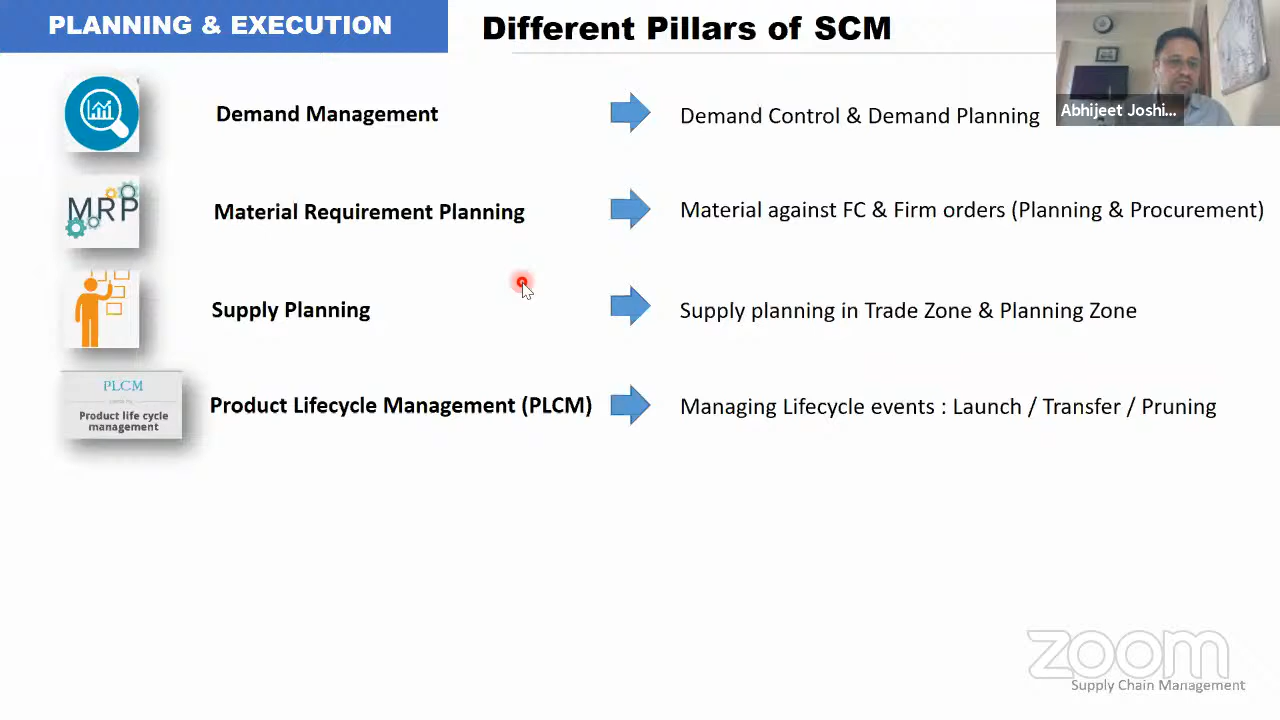 PLANNING & EXECUTION
Different Pillars of SCM
Abhijeet Joshi...
Demand Management
Demand Control & Demand Planning
MRP
Material Requirement Planning
Material against FC & Firm orders (Planning & Procurement)
Supply Planning
Supply planning in Trade Zone & Planning Zone
PLCM
Product life cycle
management
Product Lifecycle Management (PLCM)
Managing Lifecycle events : Launch / Transfer / Pruning
zoom
Supply Chain Management